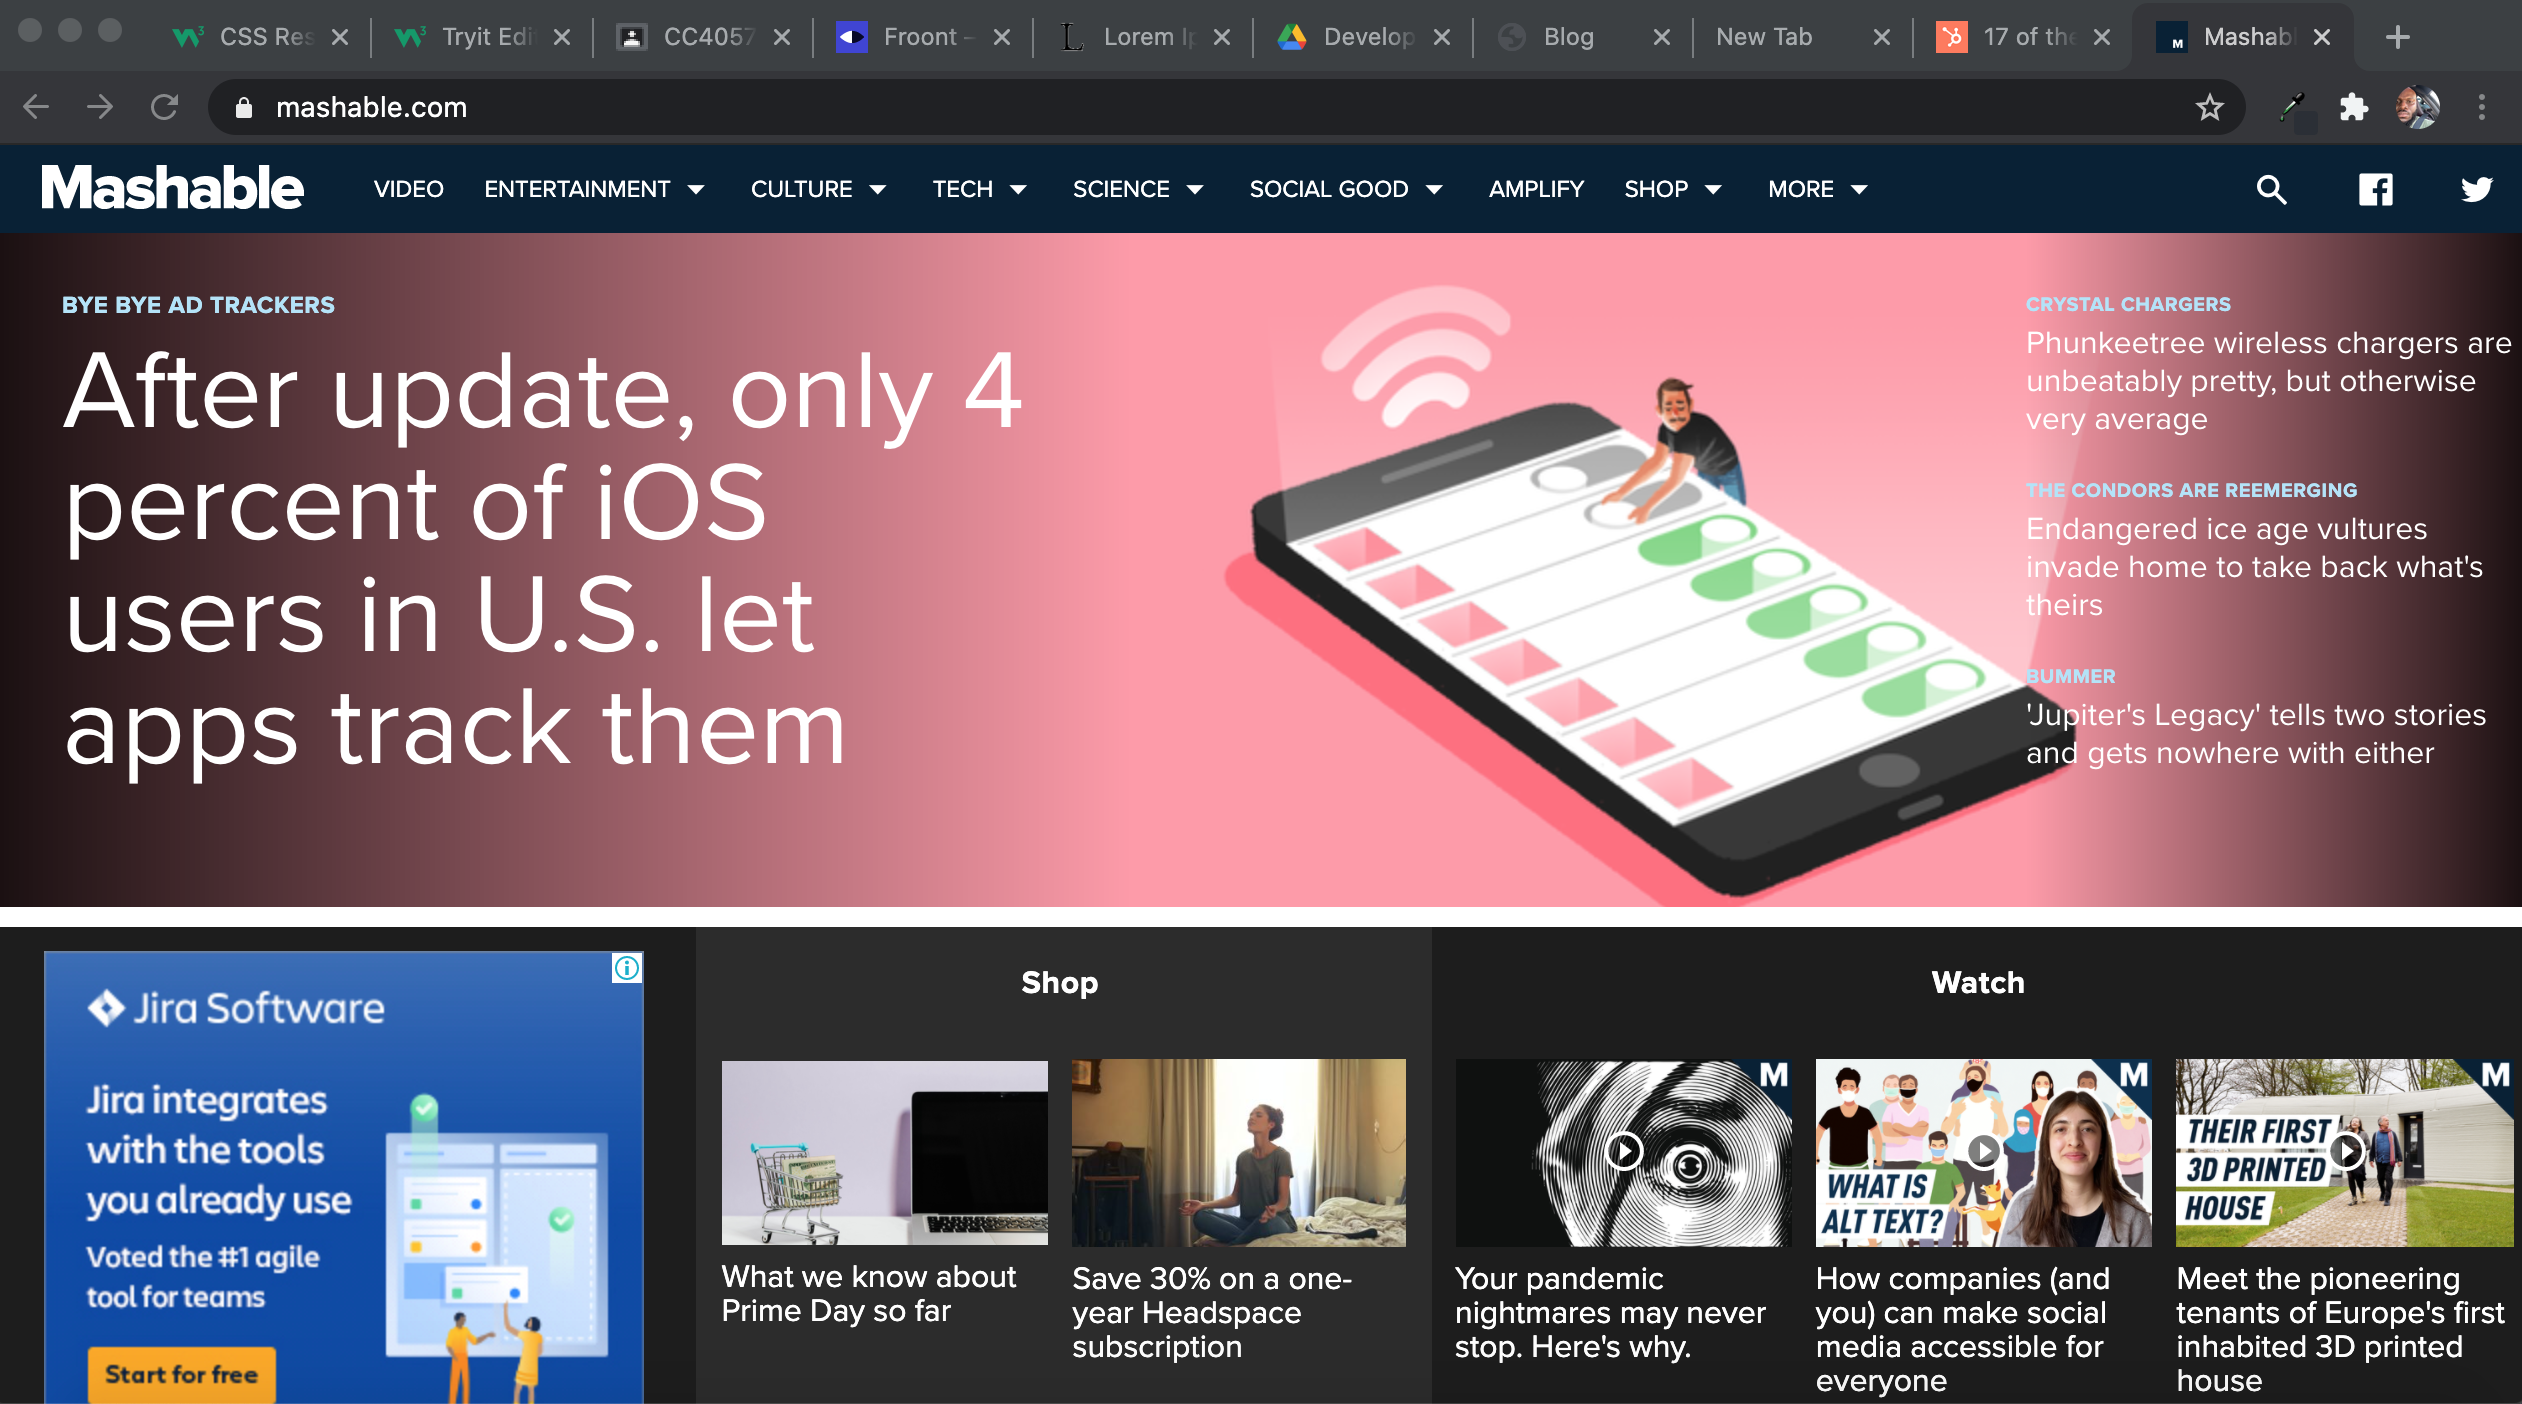 CSS Res
Tryit Edi
CC4057
Froont –
Lorem Ip
Develop
Blog
New Tab
17 of the
Mashabl
mashable.com
Mashable
VIDEO
ENTERTAINMENT
CULTURE
TECH
SCIENCE
SOCIAL GOOD
AMPLIFY
SHOP
MORE
BYE BYE AD TRACKERS
After update, only 4
percent of iOS
users in U.S. let
apps track them
CRYSTAL CHARGERS
Phunkeetree wireless chargers are
unbeatably pretty, but otherwise
very average
THE CONDORS ARE REEMERGING
Endangered ice age vultures
invade home to take back what's
theirs
BUMMER
'Jupiter's Legacy' tells two stories
and gets nowhere with either
Jira Software
Jira integrates
with the tools
you already use
Voted the #1 agile
tool for teams
Start for free
Shop
What we know about
Prime Day so far
Save 30% on a one-
year Headspace
subscription
Watch
M
Your pandemic
nightmares may never
stop. Here's why.
M
WHAT IS
ALT TEXT?
How companies (and
you) can make social
media accessible for
everyone
M
THEIR FIRST
3D PRINTED
HOUSE
Meet the pioneering
tenants of Europe's first
inhabited 3D printed
house